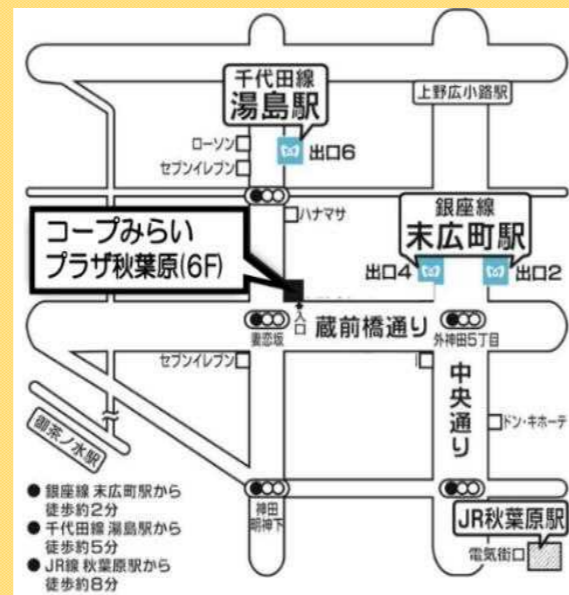 千代田線
湯島駅
上野広小路駅
ローソン
セブンイレブン
出口6
ハナマサ
銀座線
末広町駅
コープみらい
プラザ秋葉原(6F)
出口4
出口2
入口
蔵前橋通り
妻恋坂
外神田5丁目
セブンイレブン
中央通り
ドン・キホーテ
御茶ノ水駅
● 銀座線 末広町駅から
徒歩約2分
● 千代田線 湯島駅から
徒歩約5分
● JR線 秋葉原駅から
徒歩約8分
神田
明神下
JR秋葉原駅
電気街口